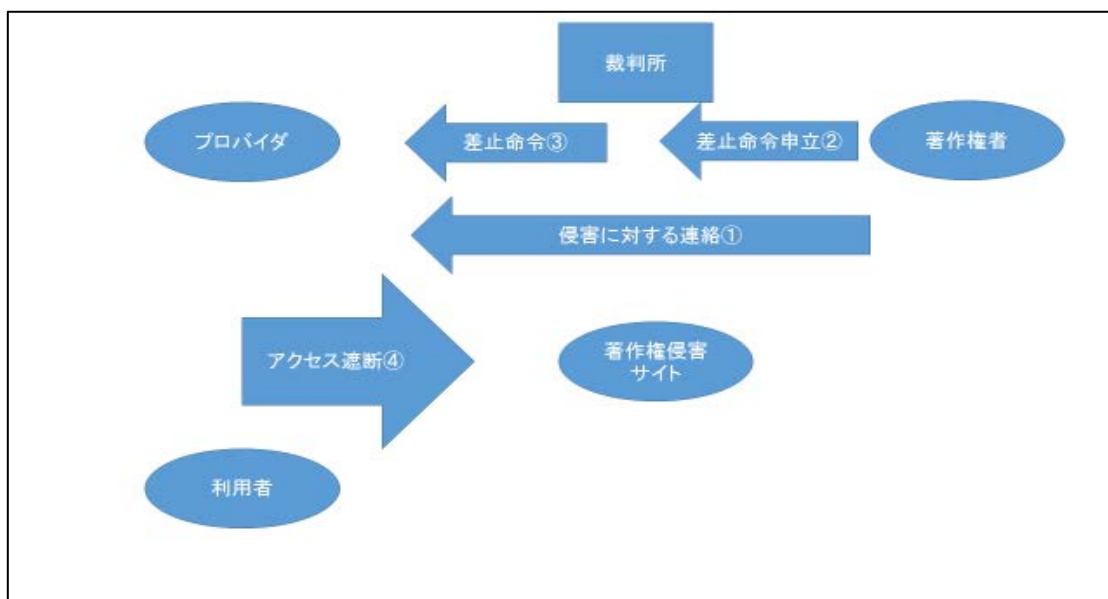 裁判所
プロバイダ
差止命令③
差止命令申立②
著作権者
侵害に対する連絡①
アクセス遮断④
著作権侵害
サイト
利用者